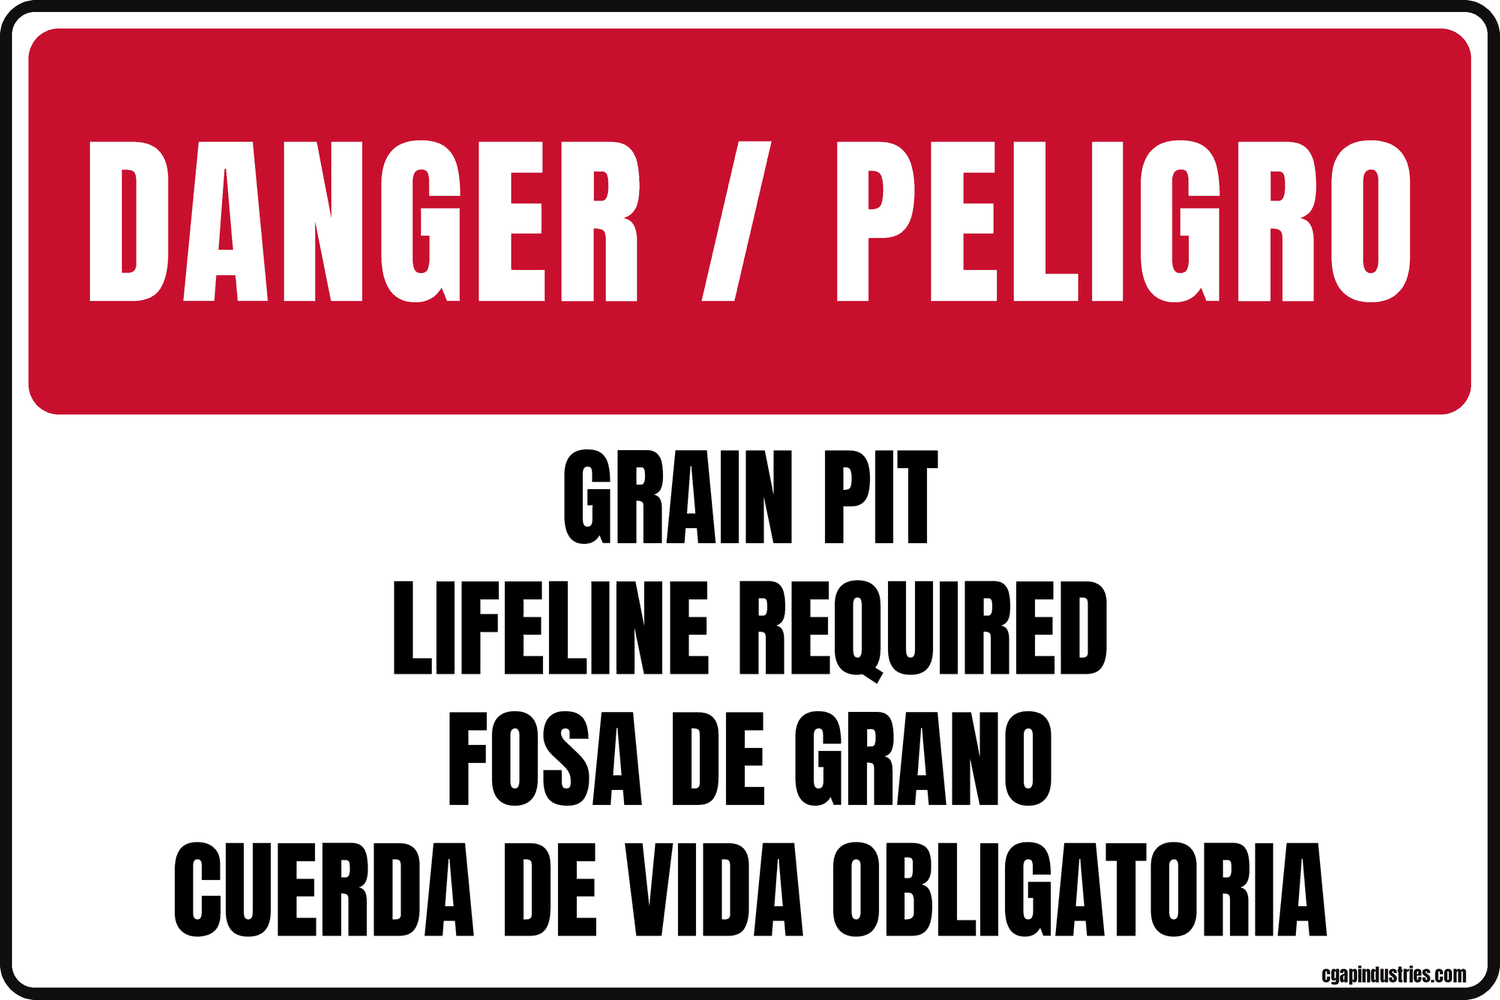 DANGER / PELIGRO
GRAIN PIT
LIFELINE REQUIRED
FOSA DE GRANO
CUERDA DE VIDA OBLIGATORIA
cgapindustries.com